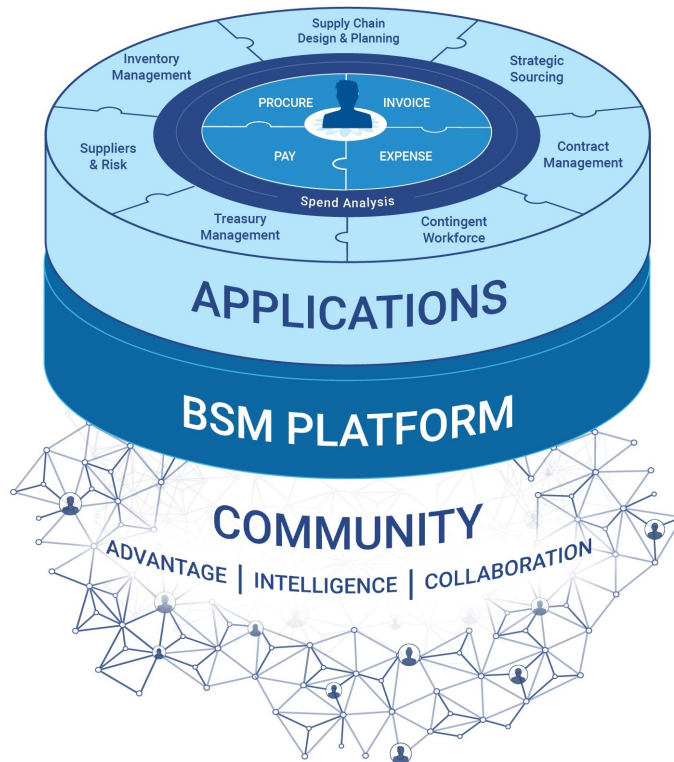 Supply Chain
Design & Planning
Inventory
Management
Strategic
Sourcing
PROCURE
INVOICE
Suppliers
& Risk
PAY
EXPENSE
Contract
Management
Spend Analysis
Treasury
Management
Contingent
Workforce
APPLICATIONS
BSM PLATFORM
COMMUNITY
ADVANTAGE | INTELLIGENCE | COLLABORATION